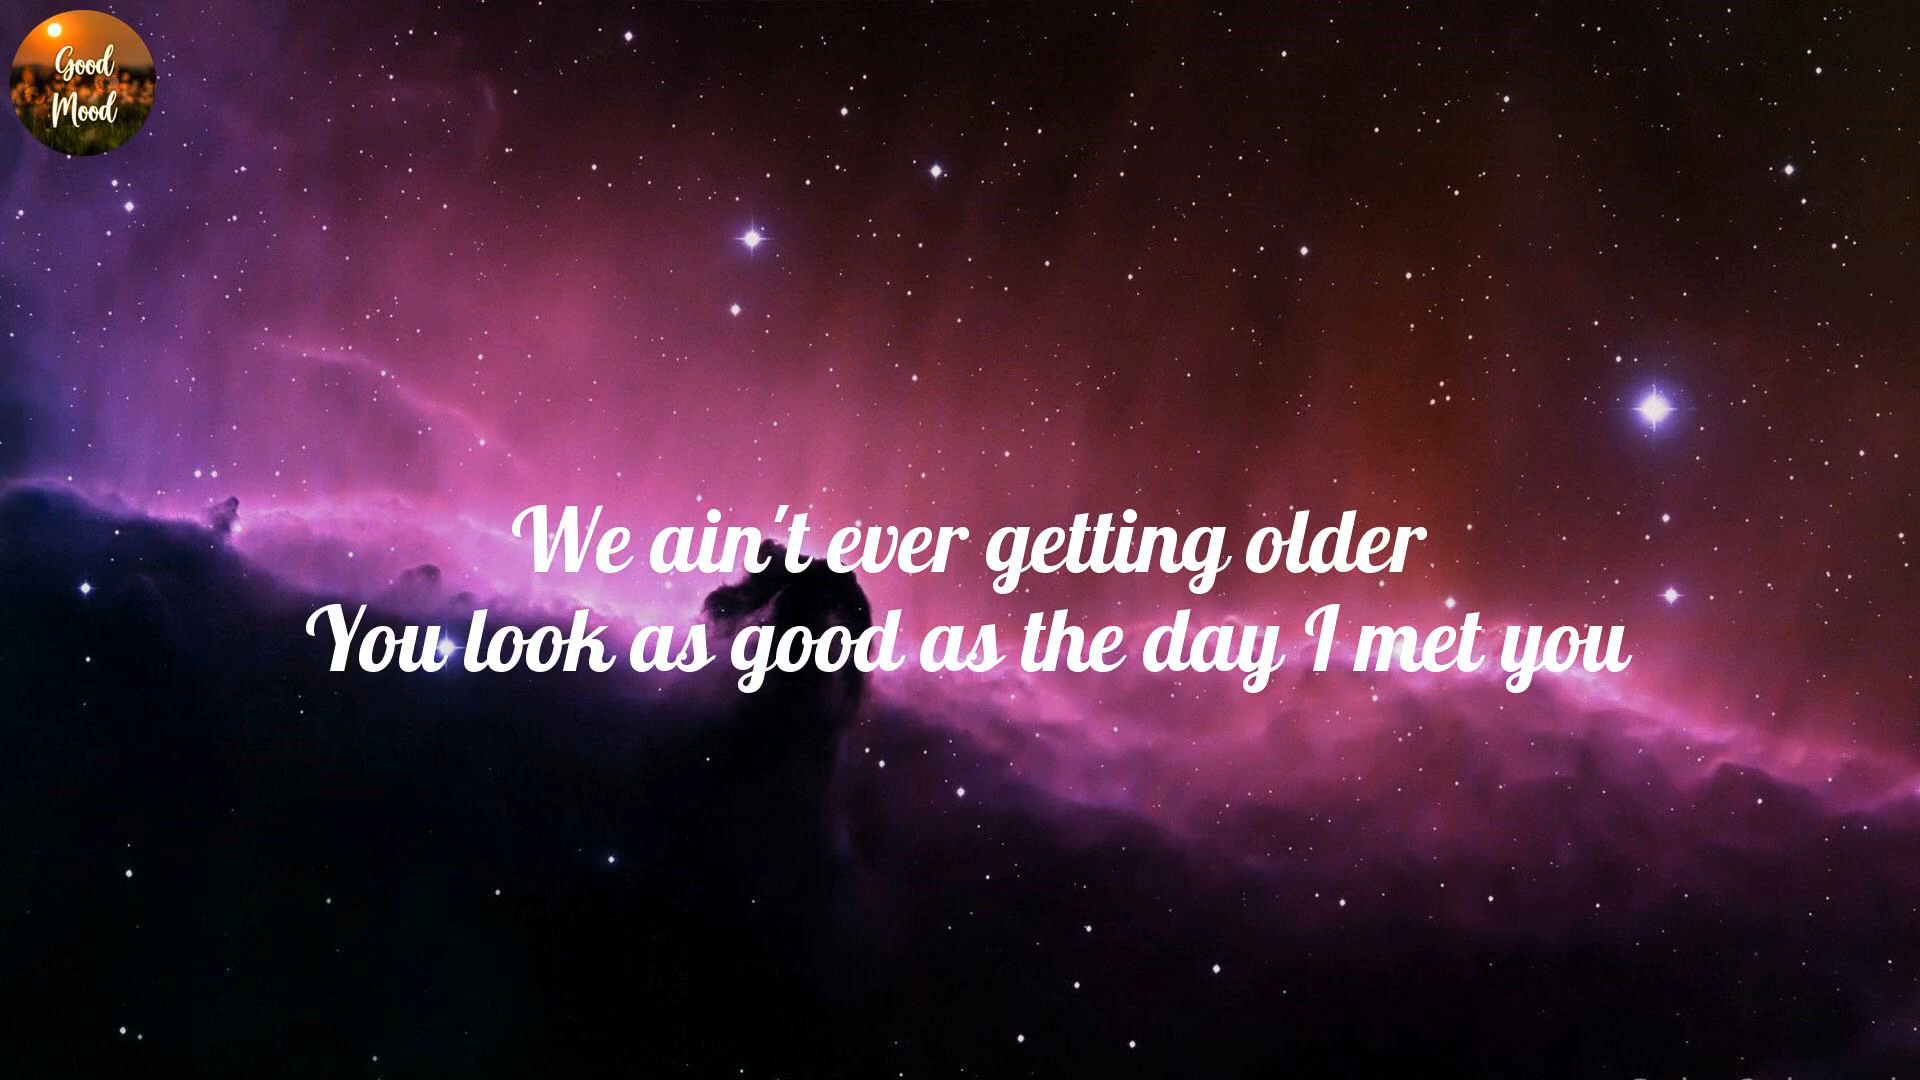 Good
Mood
We ain't ever getting older
You look as good as the day I met you